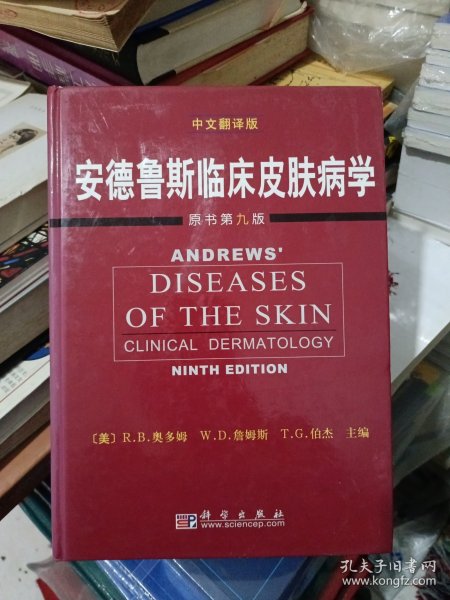 中文翻译版
安德鲁斯临床皮肤病学
原书第九版
ANDREWS'
DISEASES
OF THE SKIN
CLINICAL DERMATOLOGY
NINTH EDITION
〔美〕R.B.奥多姆 W.D.詹姆斯 T.G.伯杰 主编
SP 科学出版社
www.sciencep.com
孔夫子旧书网
www.kongfz.com